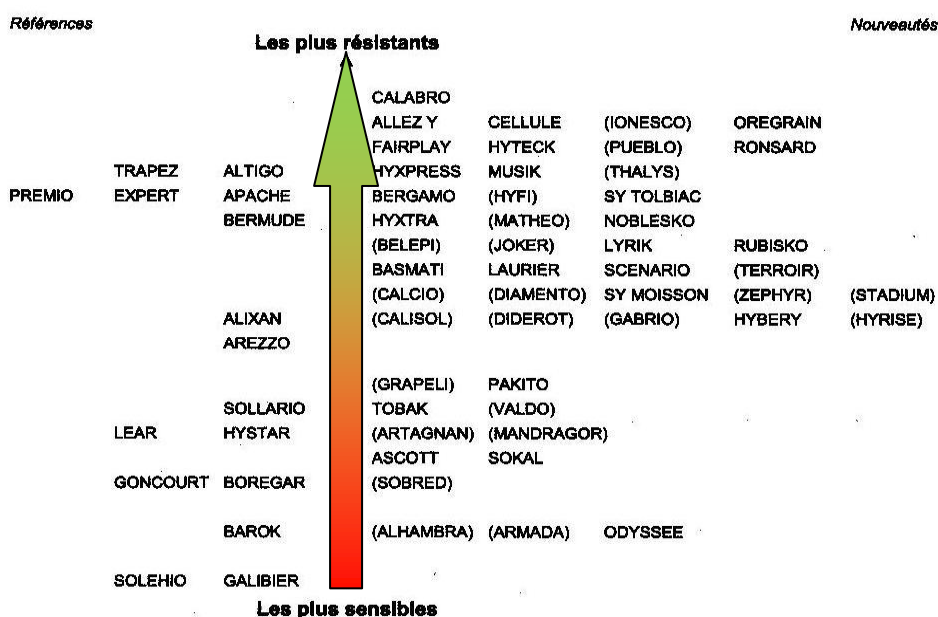 Références Nouveautés
Les plus résistants
CALABRO
ALLEZ Y CELLULE (IONESCO) OREGRAIN
FAIRPLAY HYTECK (PUEBLO) RONSARD
TRAPEZ ALTIGO HYXPRESS MUSIK (THALYS)
PREMIO EXPERT APACHE BERGAMO (HYFI) SY TOLBIAC
BERMUDE HYXTRA (MATHEO) NOBLESKO
(BELEPI) (JOKER) LYRIK RUBISKO
BASMATI LAURIER SCENARIO (TERROIR)
(CALCIO) (DIAMENTO) SY MOISSON (ZEPHYR) (STADIUM)
ALIXAN (CALISOL) (DIDEROT) (GABRIO) HYBERY (HYRISE)
AREZZO
(GRAPELI) PAKITO
SOLLARIO TOBAK (VALDO)
LEAR HYSTAR (ARTAGNAN) (MANDRAGOR)
ASCOTT SOKAL
GONCOURT BOREGAR (SOBRED)
BAROK (ALHAMBRA) (ARMADA) ODYSSEE
SOLEHIO GALIBIER
Les plus sensibles